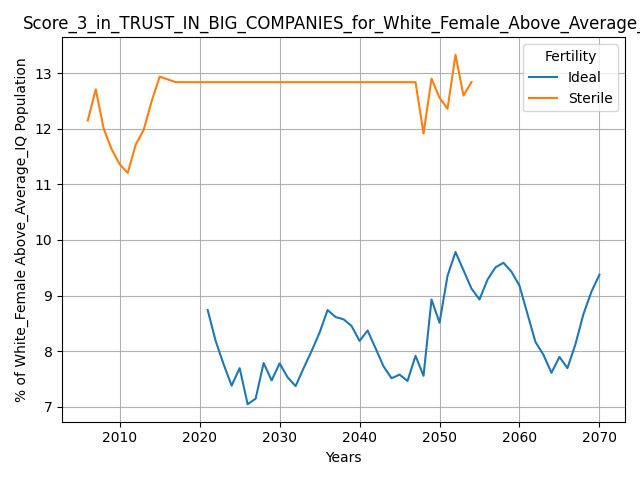 Score_3_in_TRUST_IN_BIG_COMPANIES_for_White_Female_Above_Average_
Fertility
Ideal
Sterile
% of White_Female Above_Average_IQ Population
13
12
11
10
9
8
7
2010 2020 2030 2040 2050 2060 2070
Years